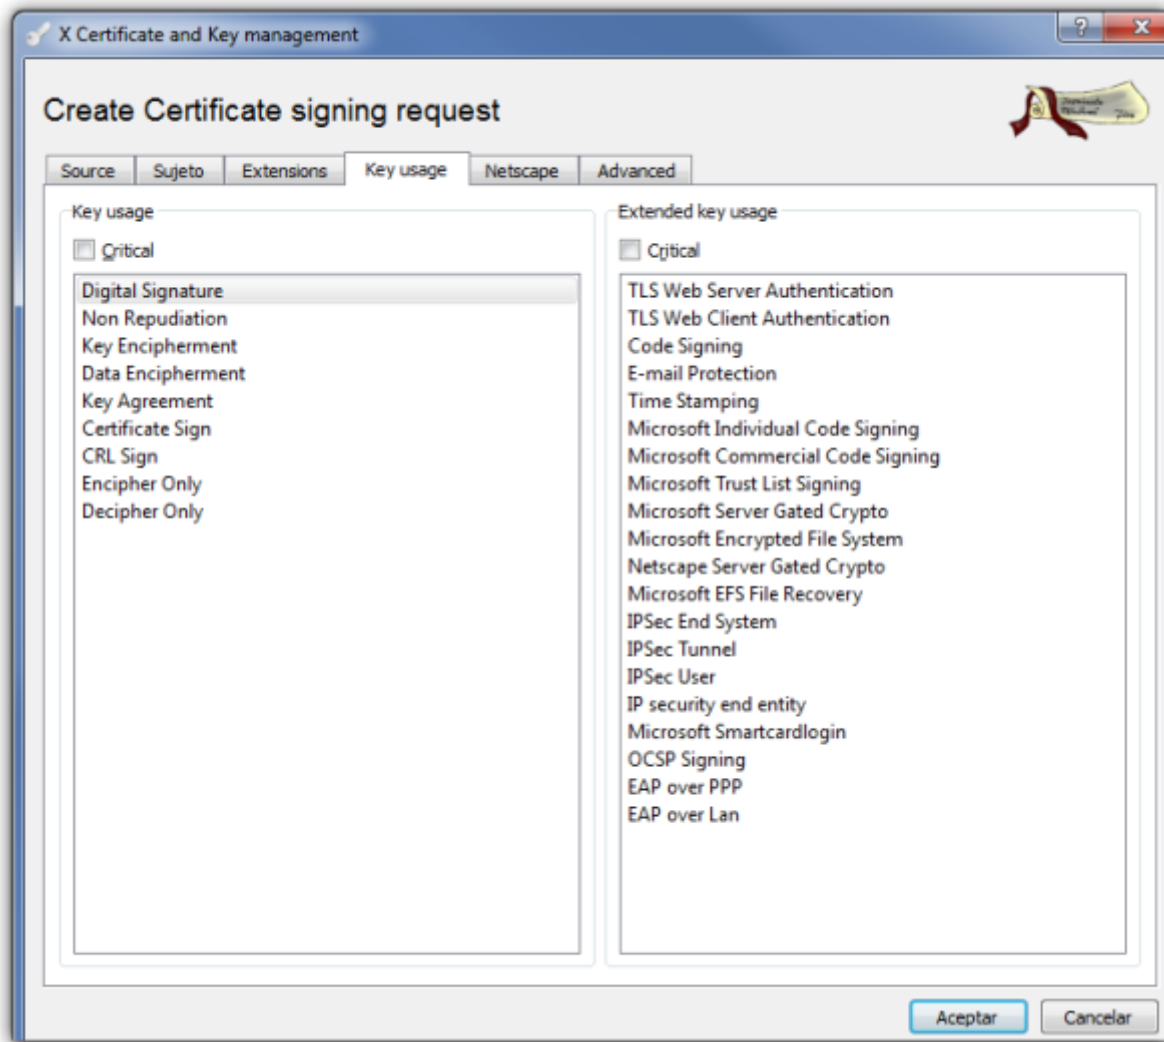 X Certificate and Key management
Create Certificate signing request
Source Sujeto Extensions Key usage Netscape Advanced
Key usage
Critical
Digital Signature
Non Repudiation
Key Encipherment
Data Encipherment
Key Agreement
Certificate Sign
CRL Sign
Encipher Only
Decipher Only
Extended key usage
Critical
TLS Web Server Authentication
TLS Web Client Authentication
Code Signing
E-mail Protection
Time Stamping
Microsoft Individual Code Signing
Microsoft Commercial Code Signing
Microsoft Trust List Signing
Microsoft Server Gated Crypto
Microsoft Encrypted File System
Netscape Server Gated Crypto
Microsoft EFS File Recovery
IPSec End System
IPSec Tunnel
IPSec User
IP security end entity
Microsoft Smartcardlogin
OCSP Signing
EAP over PPP
EAP over Lan
Aceptar Cancelar